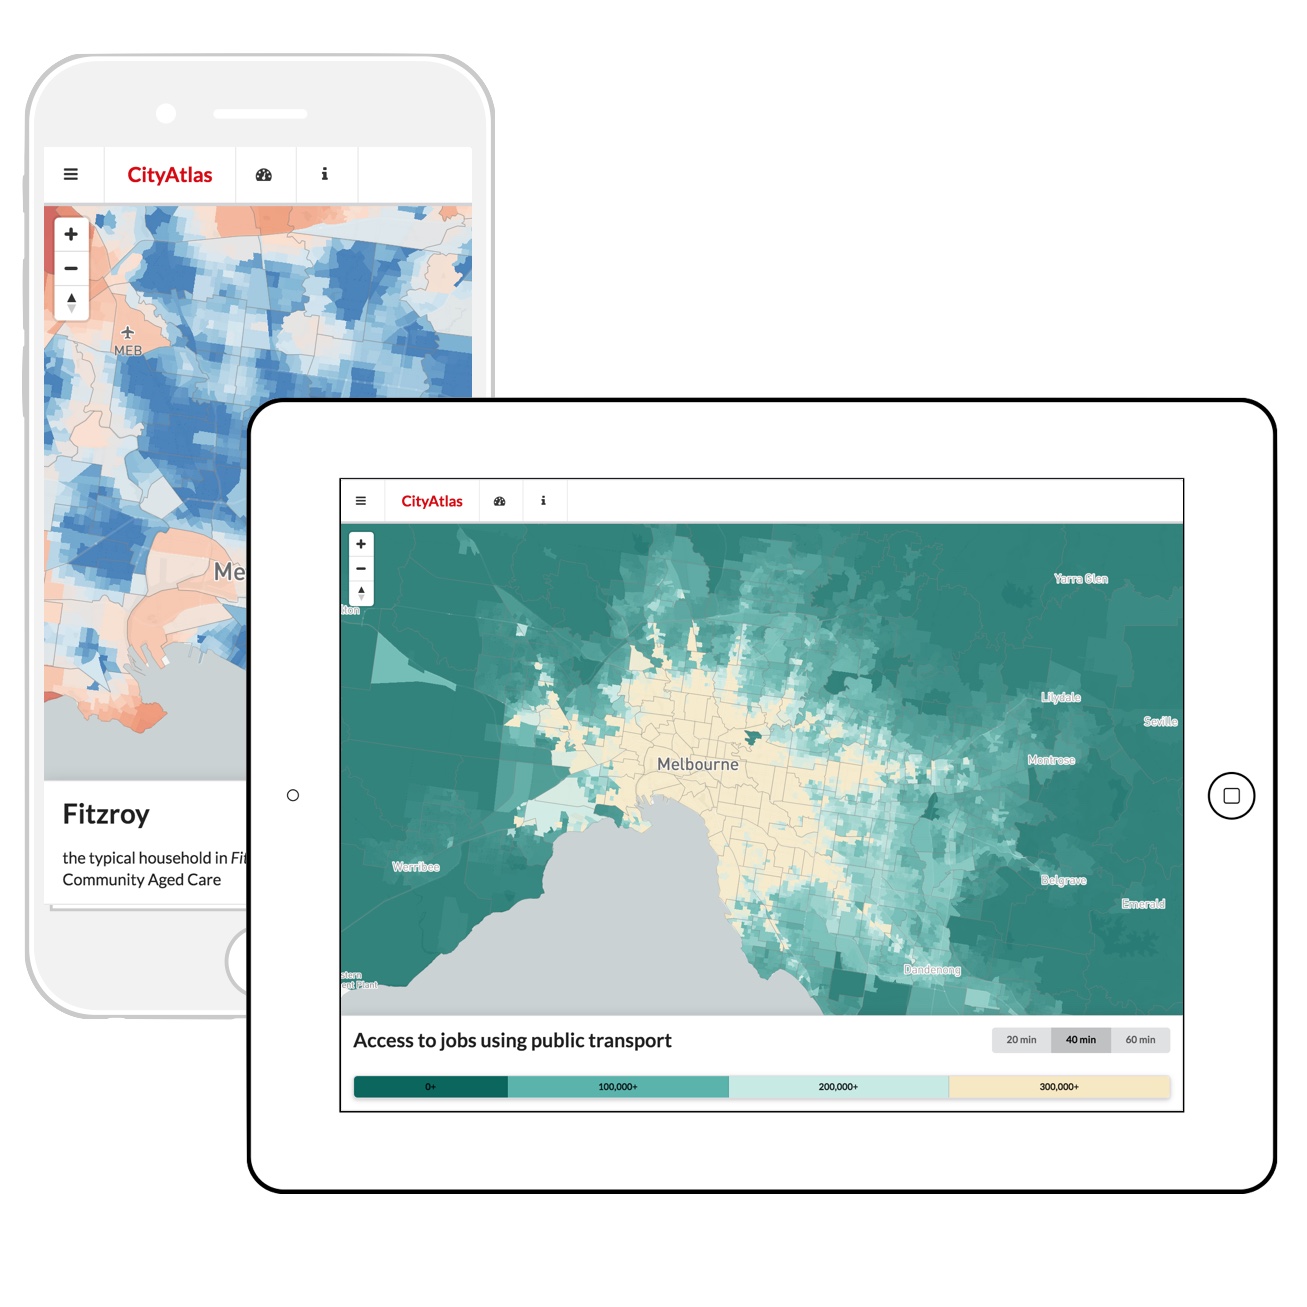 CityAtlas
MEB
Me
Fitzroy
the typical household in Fit
Community Aged Care
CityAtlas
Yarra Glen
lton
Lilydale
Seville
Montrose
Melbourne
Werribee
Belgrave
Emerald
Dandenong
stern
ent Plant
Access to jobs using public transport
20 min 40 min 60 min
0+ 100,000+ 200,000+ 300,000+